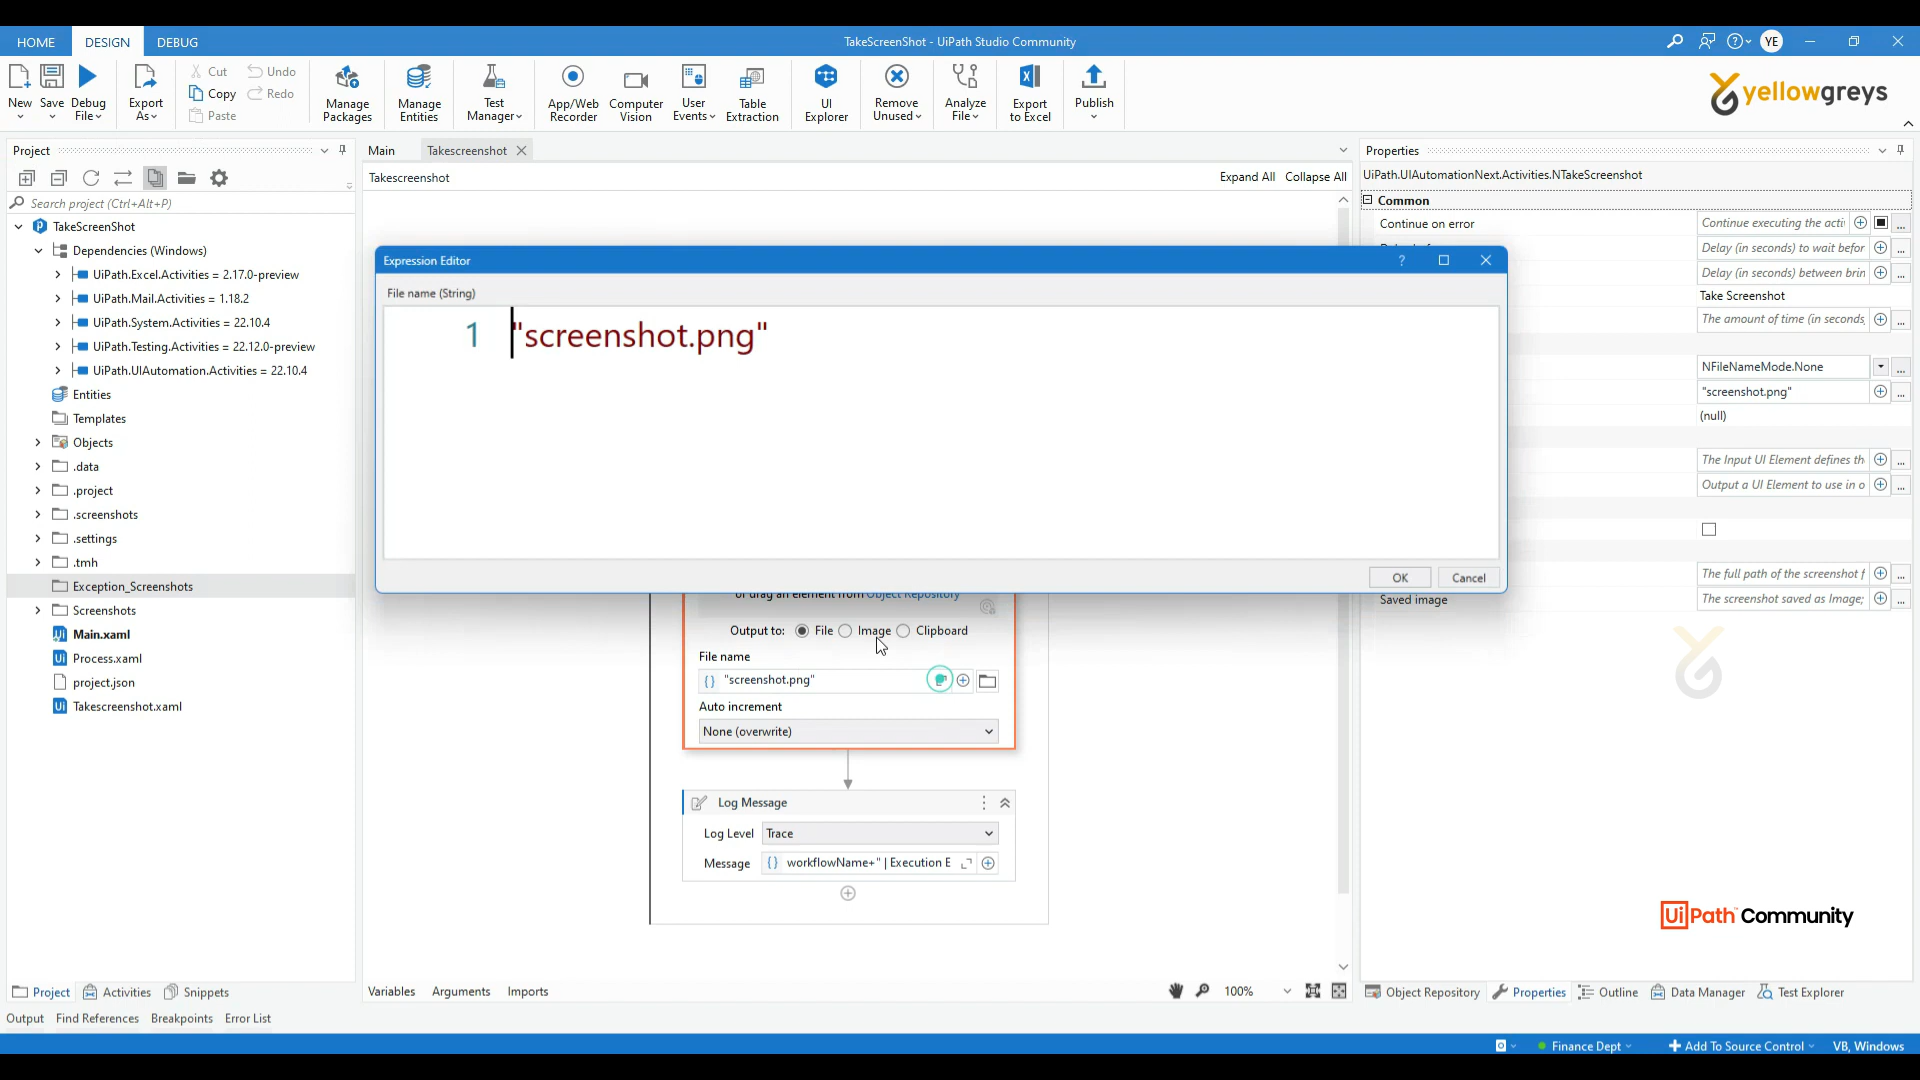 HOME DESIGN DEBUG TakeScreenShot - UiPath Studio Community YE
New Save Debug File Export As Cut Copy Paste Undo Redo Manage Packages Manage Entities Test Manager App/Web Recorder Computer Vision User Events Table Extraction UI Explorer Remove Unused Analyze File Export to Excel Publish yellowgreys
Project Main Takescreenshot Properties
Takescreenshot Expand All Collapse All UiPath.UIAutomationNext.Activities.NTakeScreenshot
Search project (Ctrl+Alt+P) Common
TakeScreenShot Continue on error Continue executing the acti
Dependencies (Windows) Delay (in seconds) to wait befor
UiPath.Excel.Activities = 2.17.0-preview Delay (in seconds) between brin
UiPath.Mail.Activities = 1.18.2 Take Screenshot
UiPath.System.Activities = 22.10.4 The amount of time (in seconds,
UiPath.Testing.Activities = 22.12.0-preview NFileNameMode.None
UiPath.UIAutomation.Activities = 22.10.4 "screenshot.png"
Entities (null)
Templates
Objects The Input UI Element defines th
.data Output a UI Element to use in o
.project
.screenshots
.settings
.tmh The full path of the screenshot f
Exception_Screenshots Saved image The screenshot saved as Image;
Screenshots
Main.xaml
Process.xaml
project.json
Takescreenshot.xaml
Expression Editor
File name (String)
1 "screenshot.png"
OK Cancel
or drag an element from Object Repository
Output to: File Image Clipboard
File name
"screenshot.png"
Auto increment
None (overwrite)
Log Message
Log Level Trace
Message workflowName+" | Execution E
UiPath Community
Project Activities Snippets Variables Arguments Imports 100% Object Repository Properties Outline Data Manager Test Explorer
Output Find References Breakpoints Error List
Finance Dept Add To Source Control VB, Windows